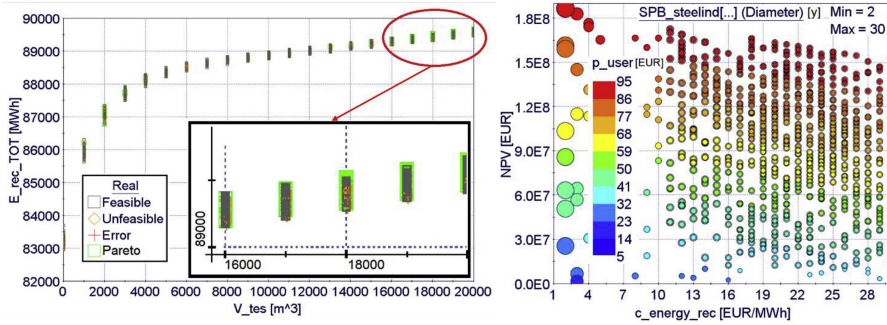 90000
89000
88000
87000
86000
85000
84000
83000
82000
E_rec_TOT [MWh]
Real
Feasible
Unfeasible
Error
Pareto
89000
16000
18000
0 2000 4000 6000 8000 10000 12000 14000 16000 18000 20000
V_tes [m^3]
SPB_steelind[...] (Diameter) [y] Min = 2
Max = 30
p_user [EUR]
95
86
77
68
59
50
41
32
23
14
5
1.8E8
1.5E8
1.2E8
9.0E7
6.0E7
3.0E7
0.0E0
NPV [EUR]
1 4 7 10 13 16 19 22 25 28 31
c_energy_rec [EUR/MWh]